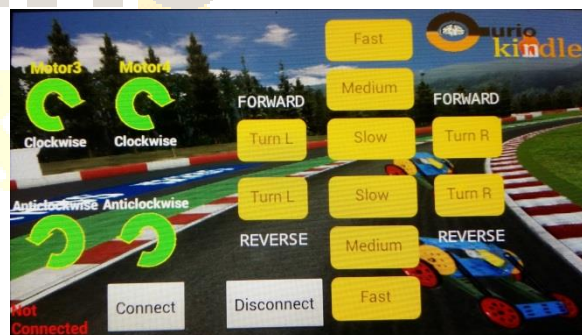 Fast
urio
kindle
Motor3
Motor4
Medium
FORWARD
FORWARD
Clockwise
Clockwise
Turn L
Slow
Turn R
Anticlockwise
Anticlockwise
Turn L
Slow
Turn R
REVERSE
Medium
REVERSE
Not
Connected
Connect
Disconnect
Fast